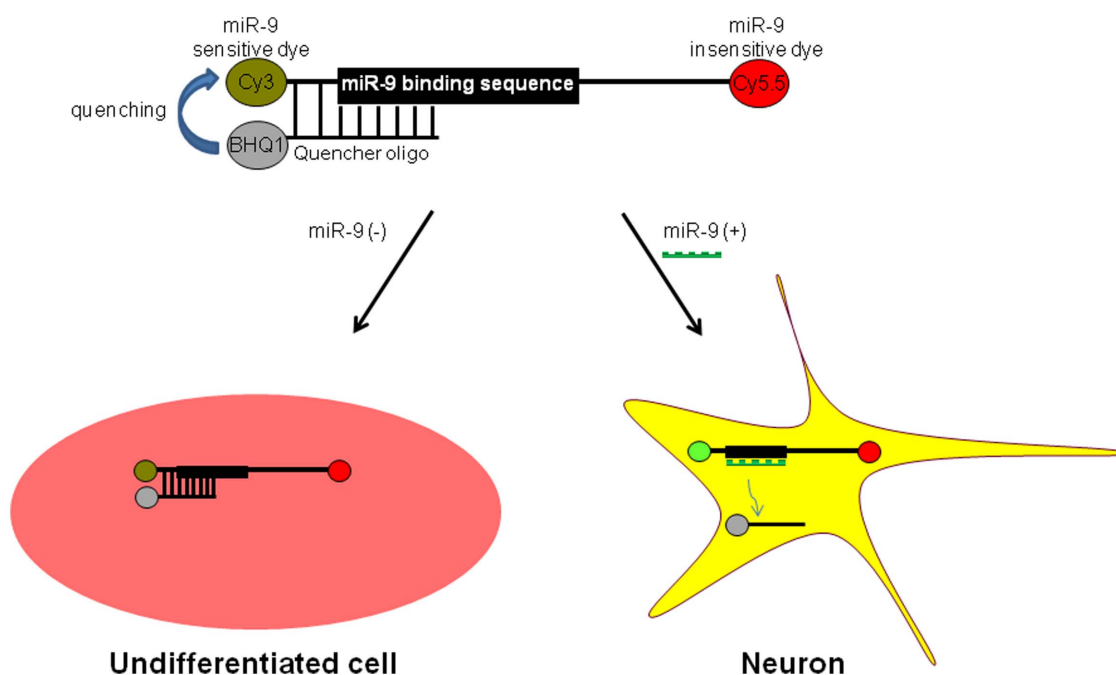 miR-9
sensitive dye
miR-9
insensitive dye
Cy3
miR-9 binding sequence
Cy5.5
quenching
BHQ1
Quencher oligo
miR-9 (-)
miR-9 (+)
Undifferentiated cell
Neuron